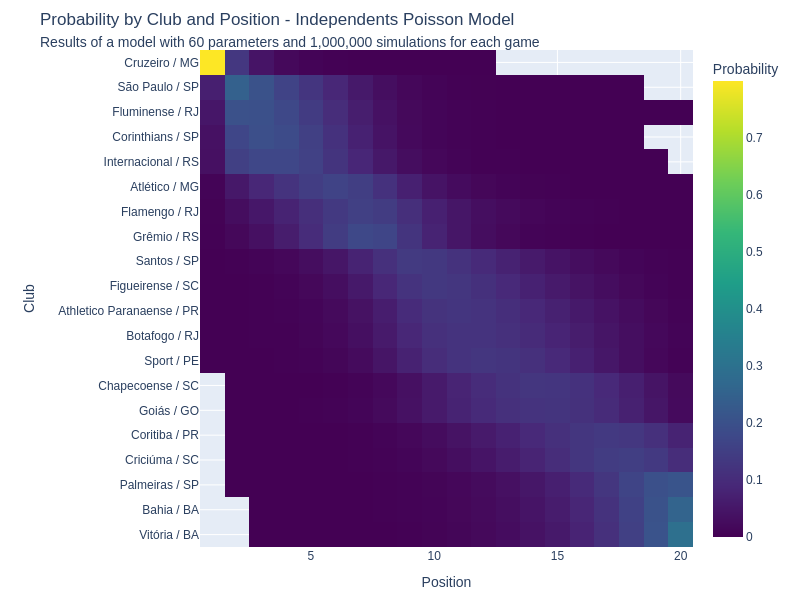 Probability by Club and Position - Independents Poisson Model
Results of a model with 60 parameters and 1,000,000 simulations for each game
Cruzeiro / MG
São Paulo / SP
Fluminense / RJ
Corinthians / SP
Internacional / RS
Atlético / MG
Flamengo / RJ
Grêmio / RS
Santos / SP
Figueirense / SC
Athletico Paranaense / PR
Botafogo / RJ
Sport / PE
Chapecoense / SC
Goiás / GO
Coritiba / PR
Criciúma / SC
Palmeiras / SP
Bahia / BA
Vitória / BA
Club
5 10 15 20
Position
Probability
0.7
0.6
0.5
0.4
0.3
0.2
0.1
0